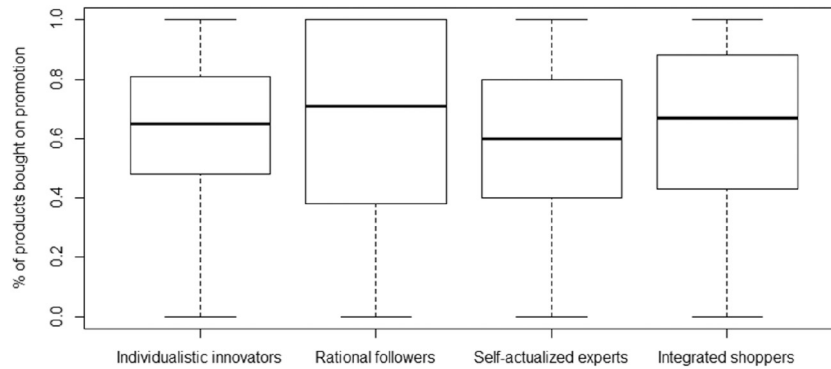 % of products bought on promotion
1.0
0.8
0.6
0.4
0.2
0.0
Individualistic innovators
Rational followers
Self-actualized experts
Integrated shoppers